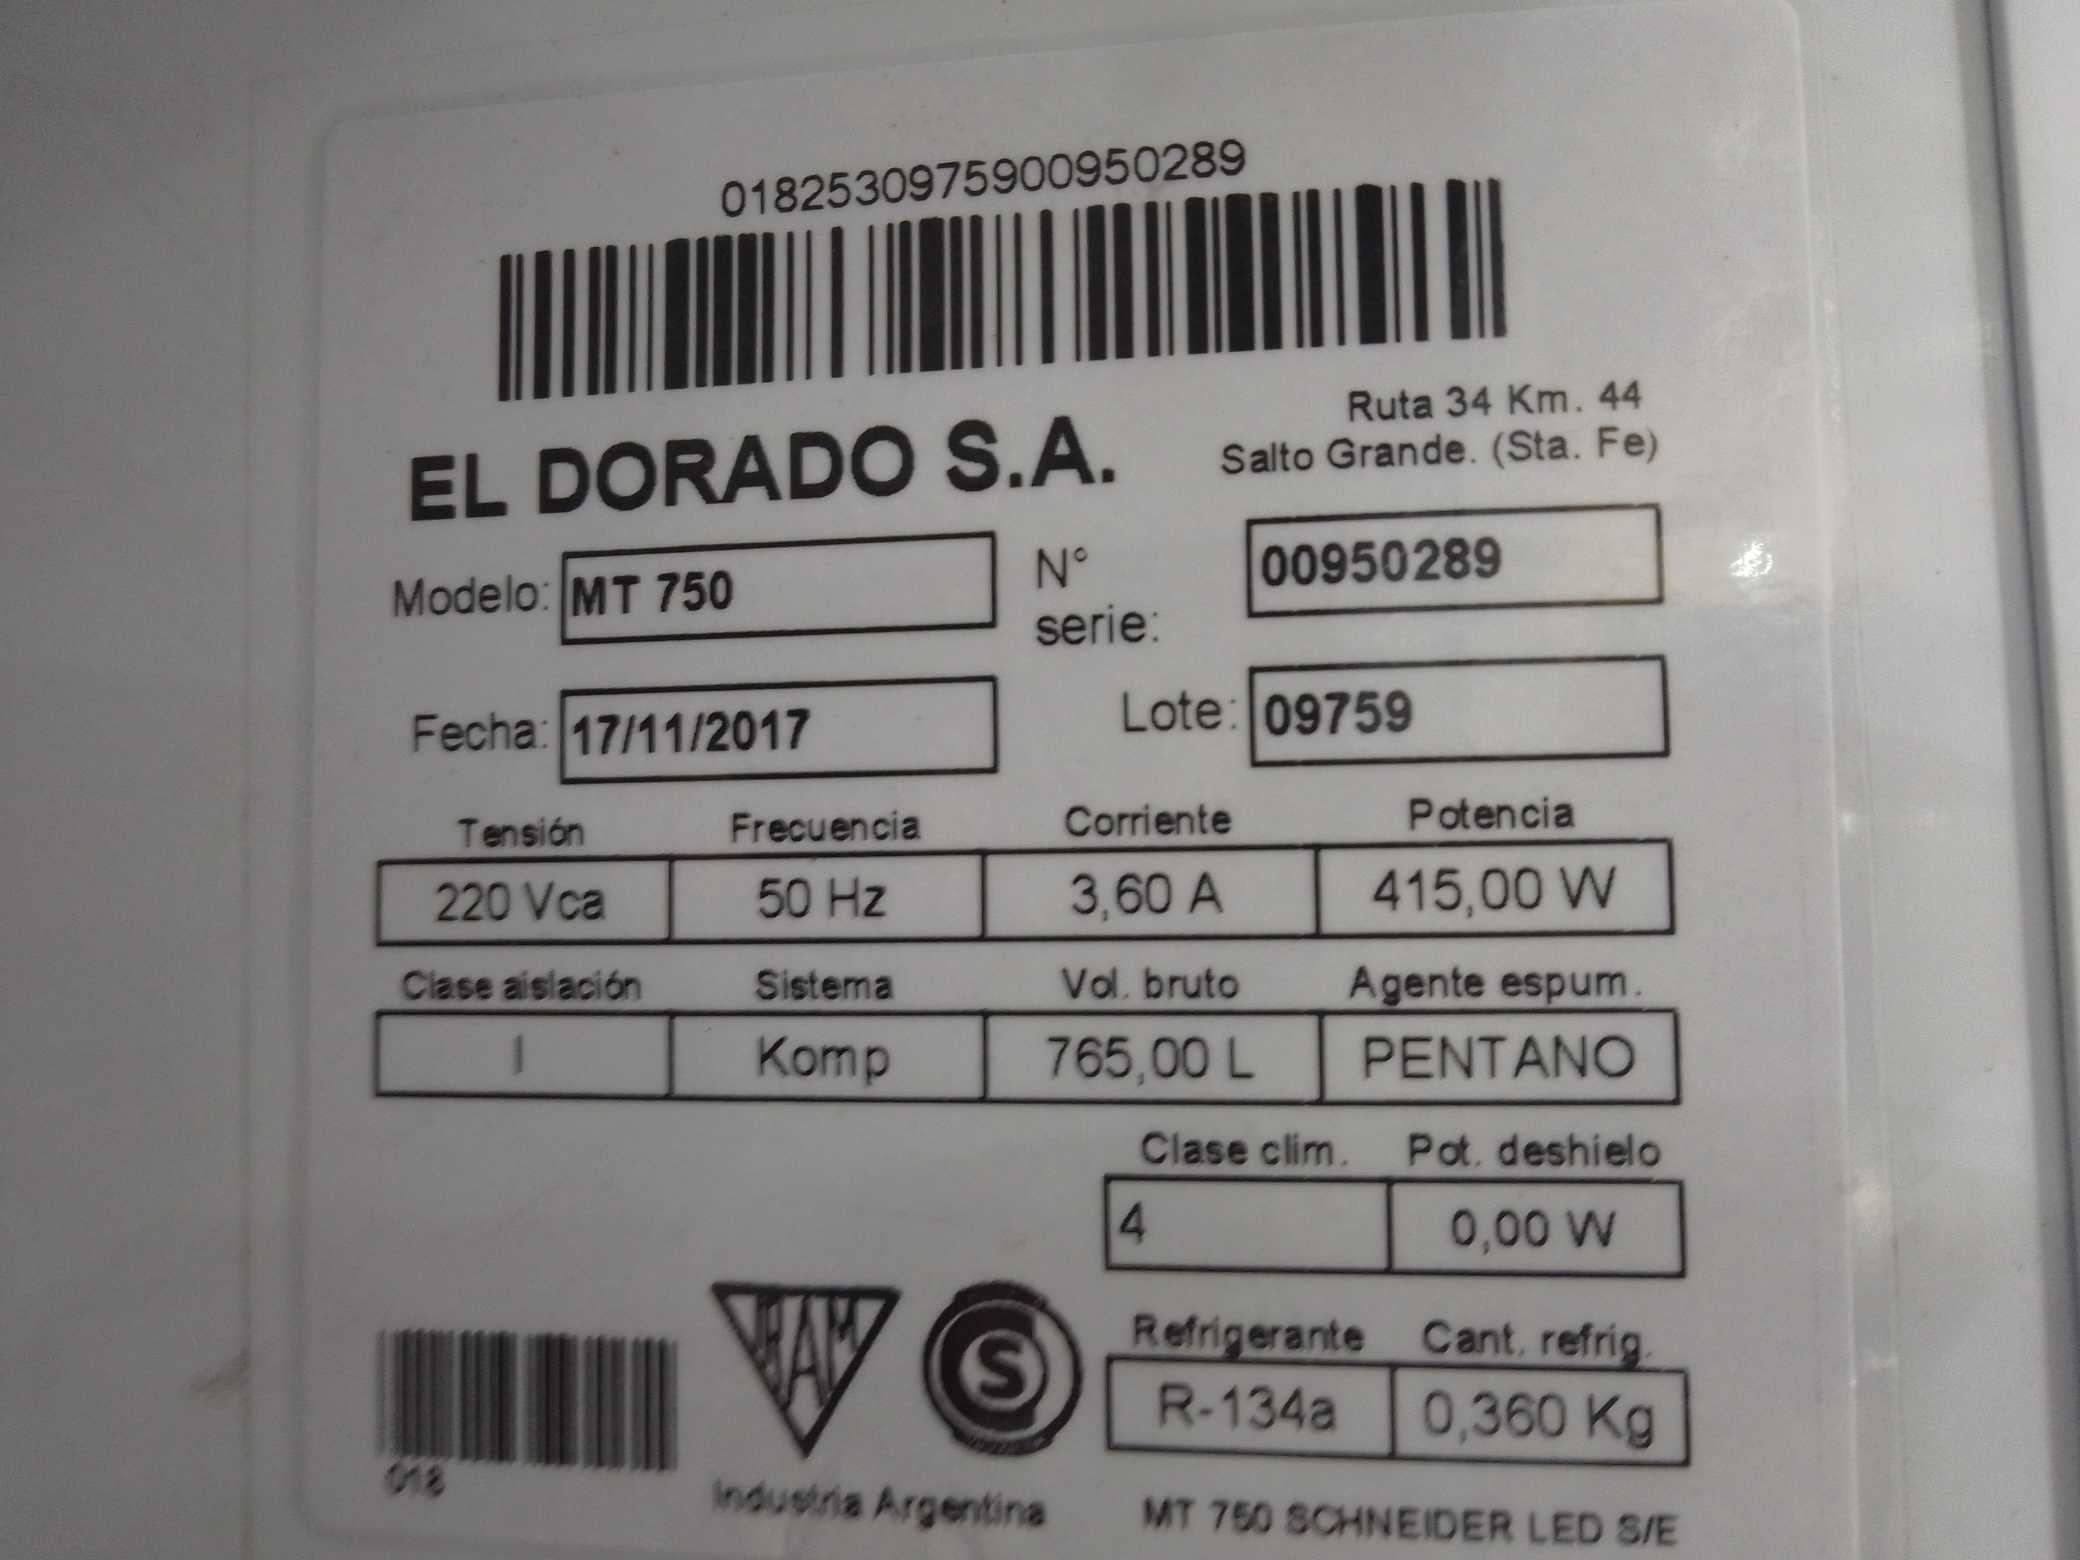 0182530975900950289
EL DORADO S.A.
Ruta 34 Km. 44
Salto Grande. (Sta. Fe)
Modelo: MT 750
N° serie: 00950289
Fecha: 17/11/2017
Lote: 09759
Tensión Frecuencia Corriente Potencia
220 Vca 50 Hz 3,60 A 415,00 W
Clase aislación Sistema Vol. bruto Agente espum.
I Komp 765,00 L PENTANO
Clase clim. Pot. deshielo
4 0,00 W
Refrigerante Cant. refrig.
R-134a 0,360 Kg
IRAM
S
018
Industria Argentina
MT 750 SCHNEIDER LED S/E